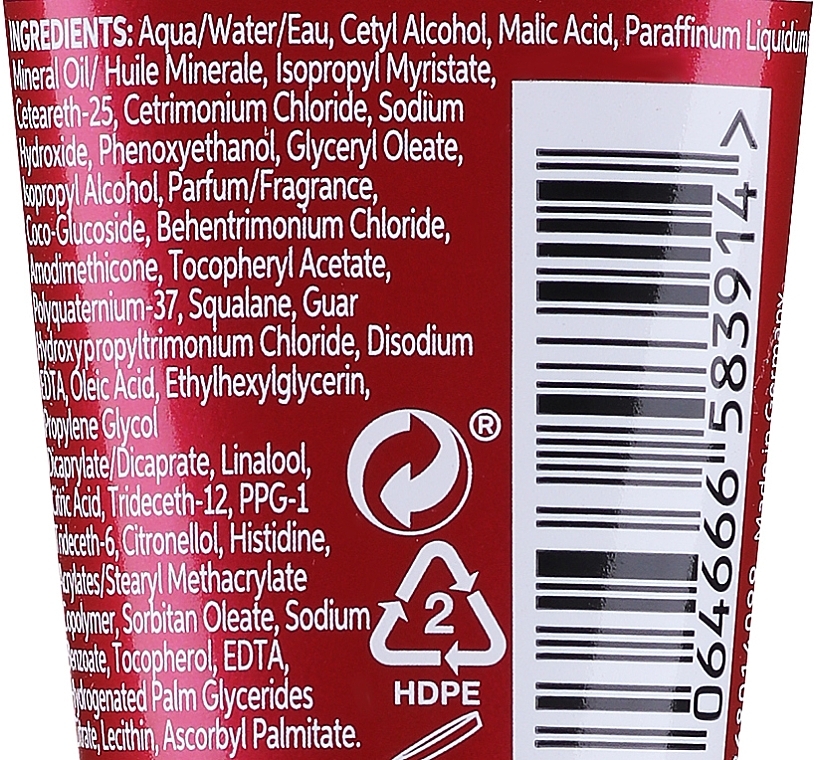 INGREDIENTS: Aqua/Water/Eau, Cetyl Alcohol, Malic Acid, Paraffinum Liquidum/
Mineral Oil/ Huile Minerale, Isopropyl Myristate,
Ceteareth-25, Cetrimonium Chloride, Sodium
Hydroxide, Phenoxyethanol, Glyceryl Oleate,
Isopropyl Alcohol, Parfum/Fragrance,
Coco-Glucoside, Behentrimonium Chloride,
Amodimethicone, Tocopheryl Acetate,
Polyquaternium-37, Squalane, Guar
Hydroxypropyltrimonium Chloride, Disodium
EDTA, Oleic Acid, Ethylhexylglycerin,
Propylene Glycol
Dicaprylate/Dicaprate, Linalool,
Citric Acid, Trideceth-12, PPG-1
Trideceth-6, Citronellol, Histidine,
Acrylates/Stearyl Methacrylate
Copolymer, Sorbitan Oleate, Sodium
Benzoate, Tocopherol, EDTA,
Hydrogenated Palm Glycerides
Citrate, Lecithin, Ascorbyl Palmitate.
®
2
HDPE
064666 583914 >
Made in Germany